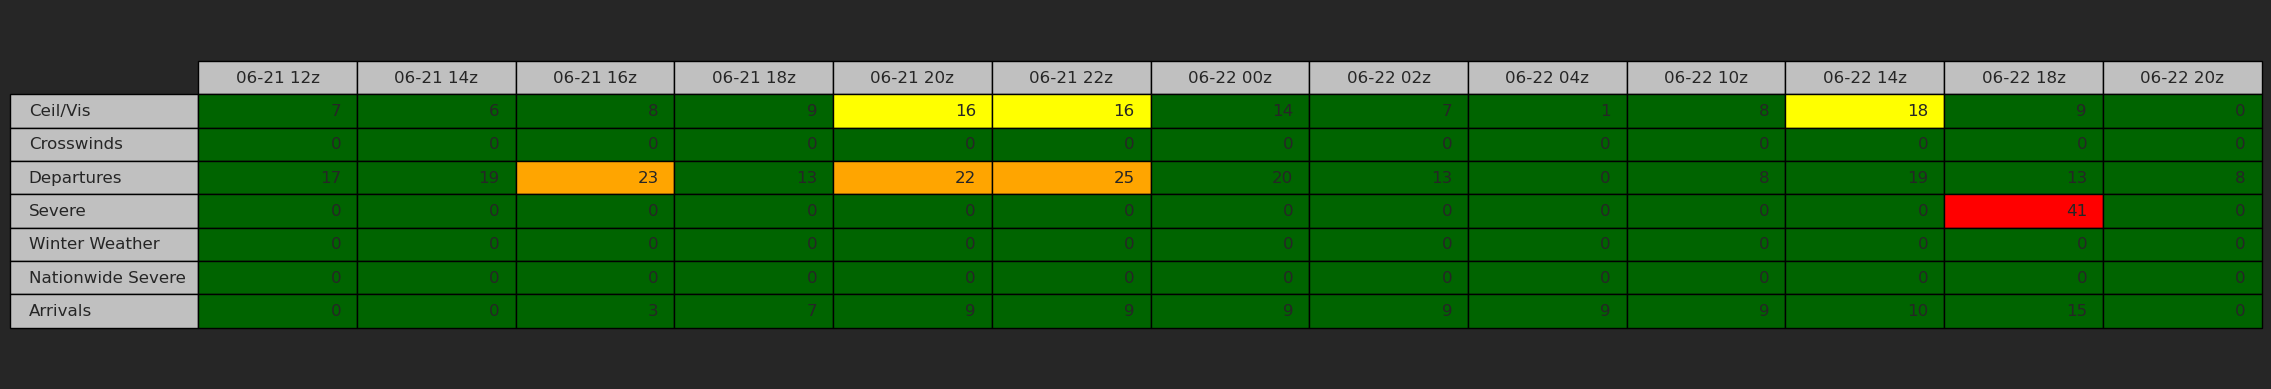 06-21 12z 06-21 14z 06-21 16z 06-21 18z 06-21 20z 06-21 22z 06-22 00z 06-22 02z 06-22 04z 06-22 10z 06-22 14z 06-22 18z 06-22 20z
Ceil/Vis 7 6 8 9 16 16 14 7 1 8 18 9 0
Crosswinds 0 0 0 0 0 0 0 0 0 0 0 0 0
Departures 17 19 23 13 22 25 20 13 0 8 19 13 8
Severe 0 0 0 0 0 0 0 0 0 0 0 41 0
Winter Weather 0 0 0 0 0 0 0 0 0 0 0 0 0
Nationwide Severe 0 0 0 0 0 0 0 0 0 0 0 0 0
Arrivals 0 0 3 7 9 9 9 9 9 9 10 15 0